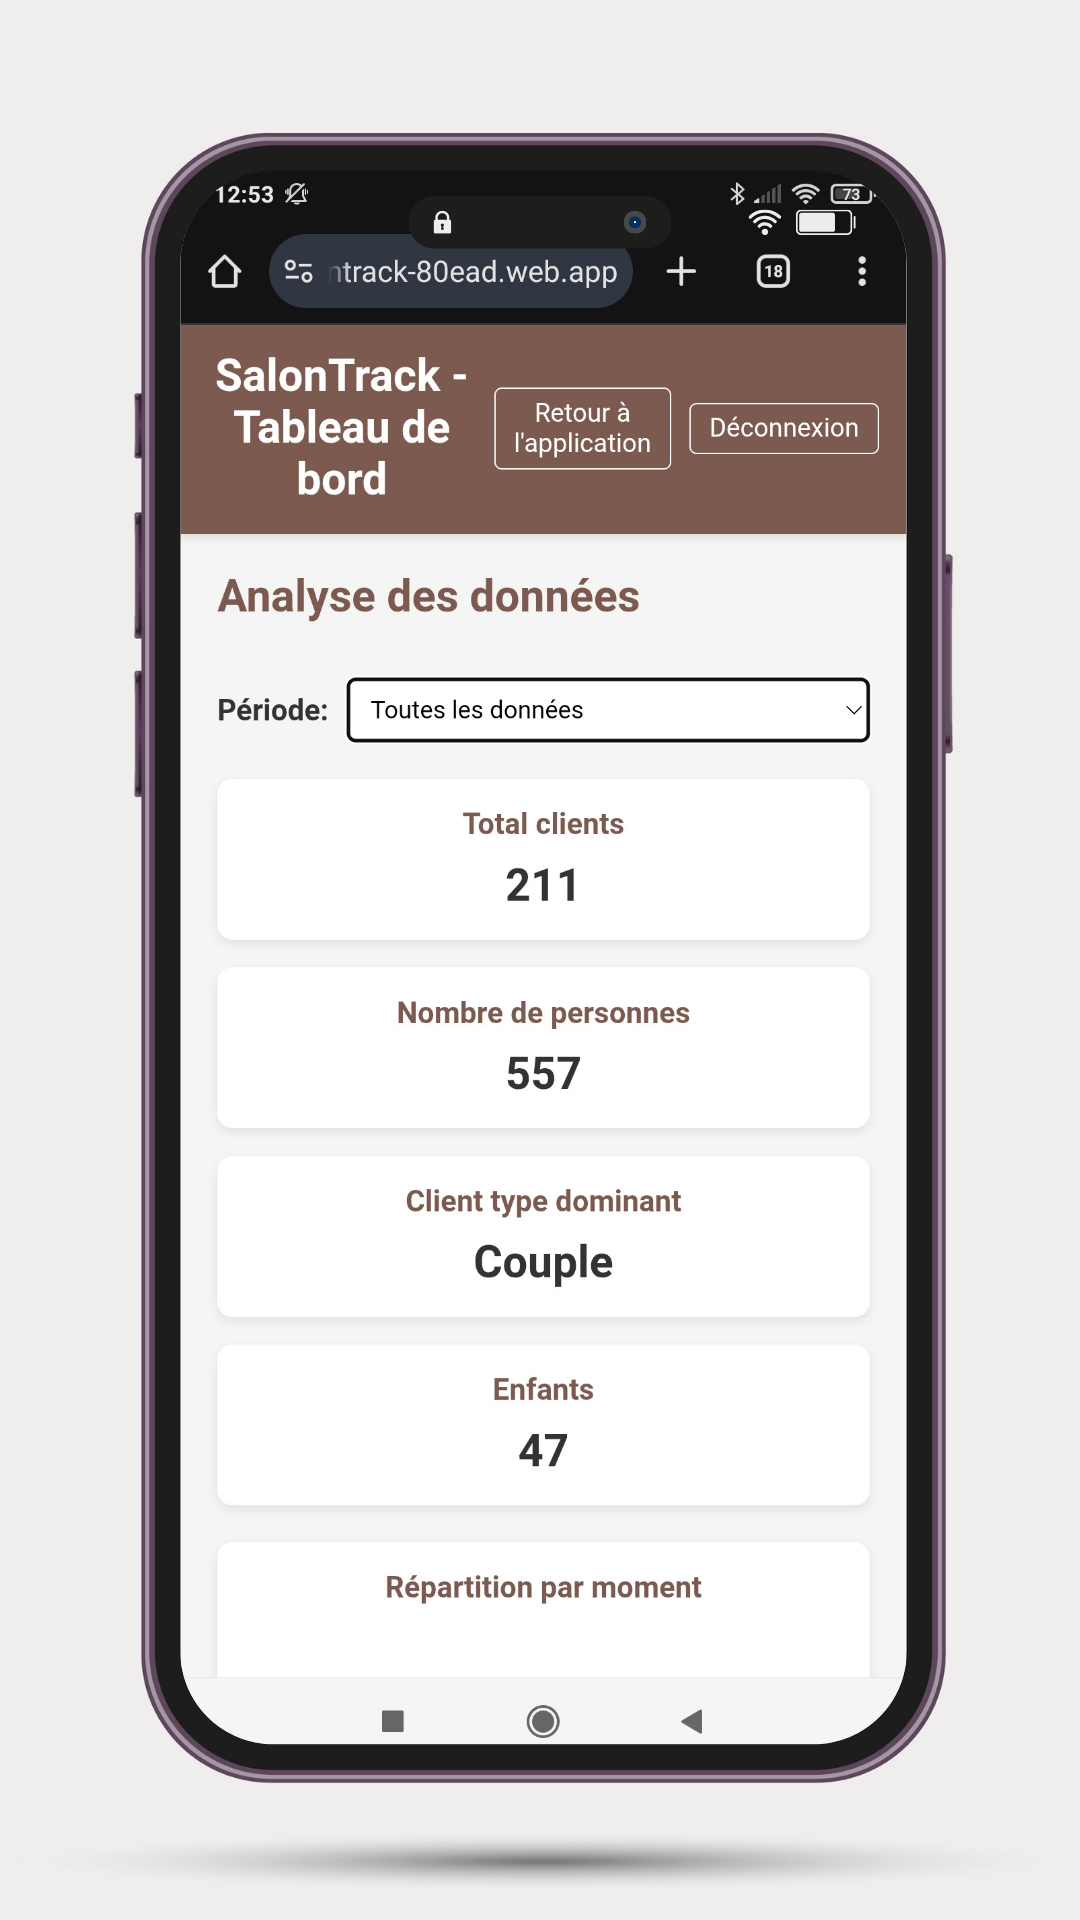 12:53
73
ntrack-80ead.web.app
18
SalonTrack -
Tableau de
bord
Retour à
l'application
Déconnexion
Analyse des données
Période:
Toutes les données
Total clients
211
Nombre de personnes
557
Client type dominant
Couple
Enfants
47
Répartition par moment